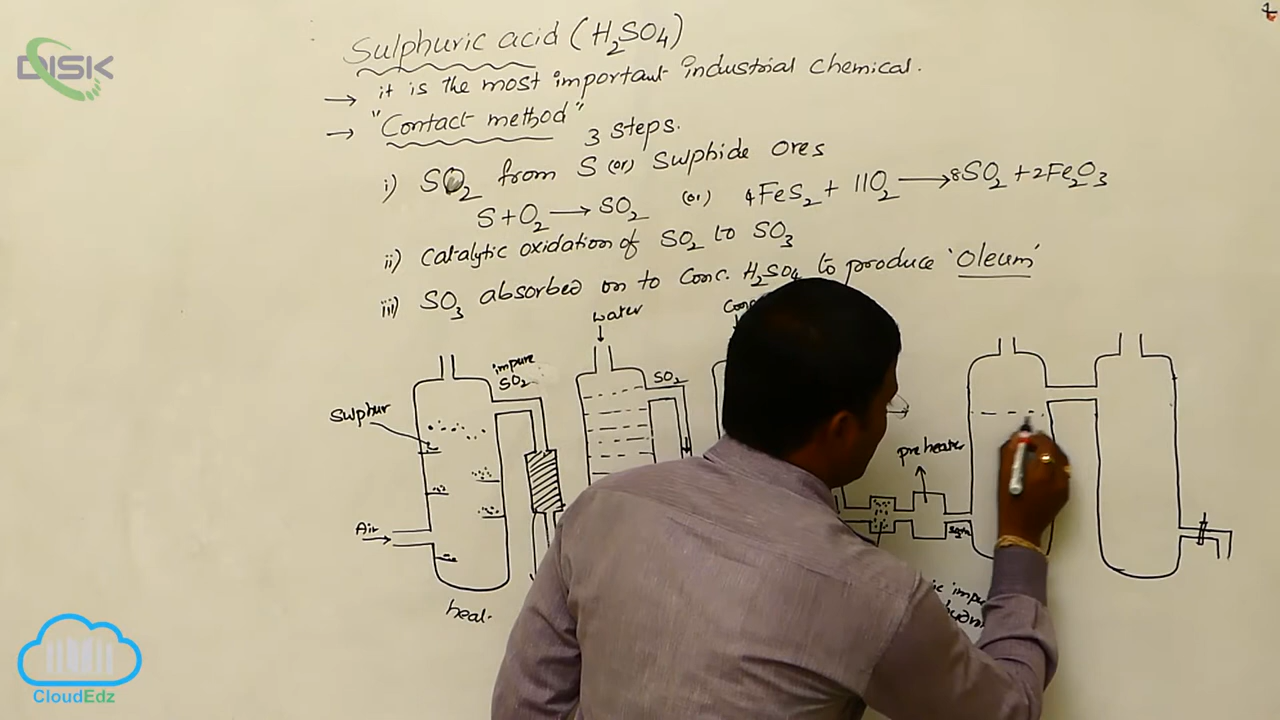 DISK
Sulphuric acid (H₂SO4)
→ it is the most important industrial chemical.
→ "Contact method"
3 steps.
i) SO₂ from S (or) Sulphide ores
S + O₂ → SO₂ (or) 4FeS₂ + 11O₂ → 8SO₂ + 2Fe₂O₃
ii) Catalytic oxidation of SO₂ to SO₃
iii) SO₃ absorbed on to Conc. H₂SO₄ to produce 'Oleum'
water
impure
SO₂
SO₂
Sulphur
preheater
Air
heat
CloudEdz